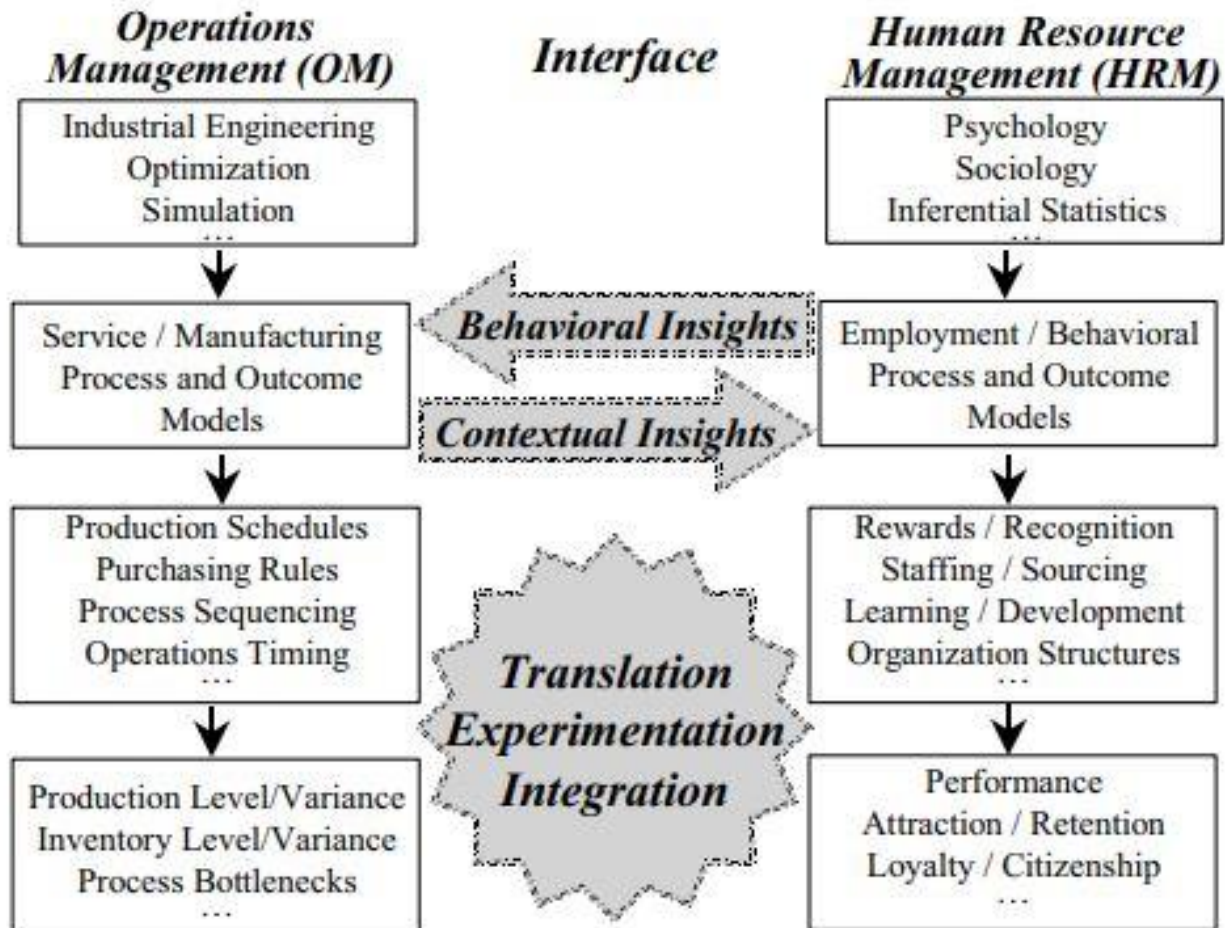 Operations
Management (OM)
Industrial Engineering
Optimization
Simulation
...
Service / Manufacturing
Process and Outcome
Models
Production Schedules
Purchasing Rules
Process Sequencing
Operations Timing
...
Production Level/Variance
Inventory Level/Variance
Process Bottlenecks
...
Interface
Behavioral Insights
Contextual Insights
Translation
Experimentation
Integration
Human Resource
Management (HRM)
Psychology
Sociology
Inferential Statistics
...
Employment / Behavioral
Process and Outcome
Models
Rewards / Recognition
Staffing / Sourcing
Learning / Development
Organization Structures
...
Performance
Attraction / Retention
Loyalty / Citizenship
...